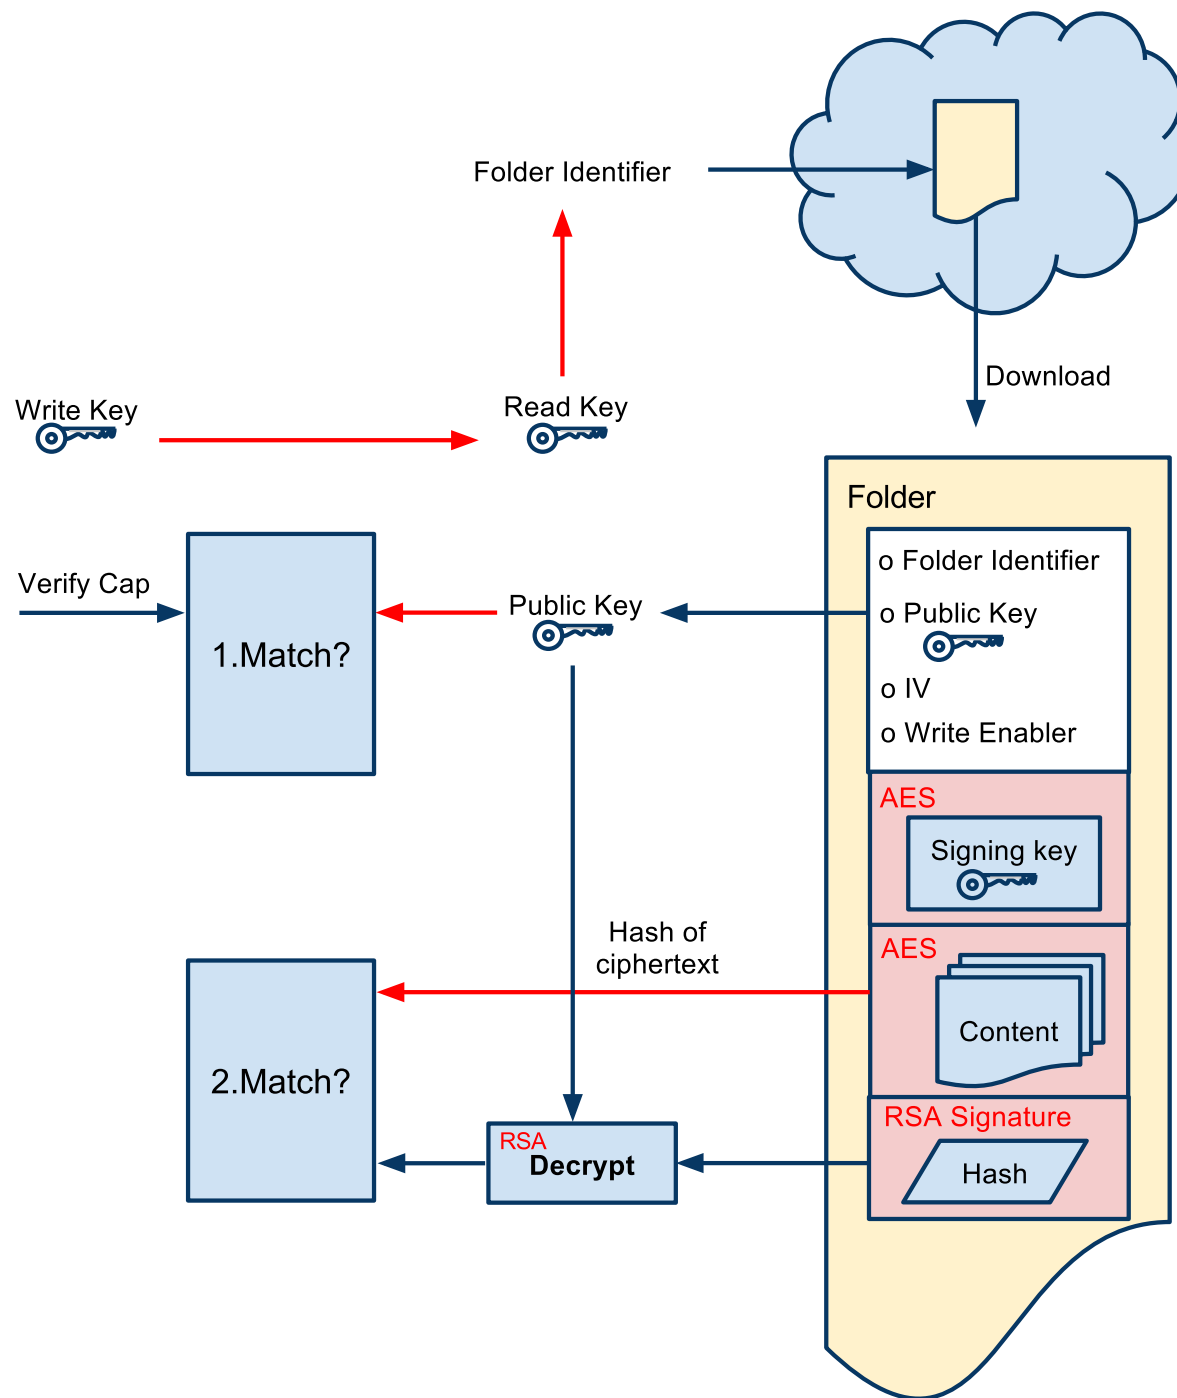 Folder Identifier
Download
Write Key
Read Key
Folder
o Folder Identifier
Verify Cap
Public Key
o Public Key
1.Match?
o IV
o Write Enabler
AES
Signing key
Hash of
ciphertext
AES
Content
2.Match?
RSA
Decrypt
RSA Signature
Hash